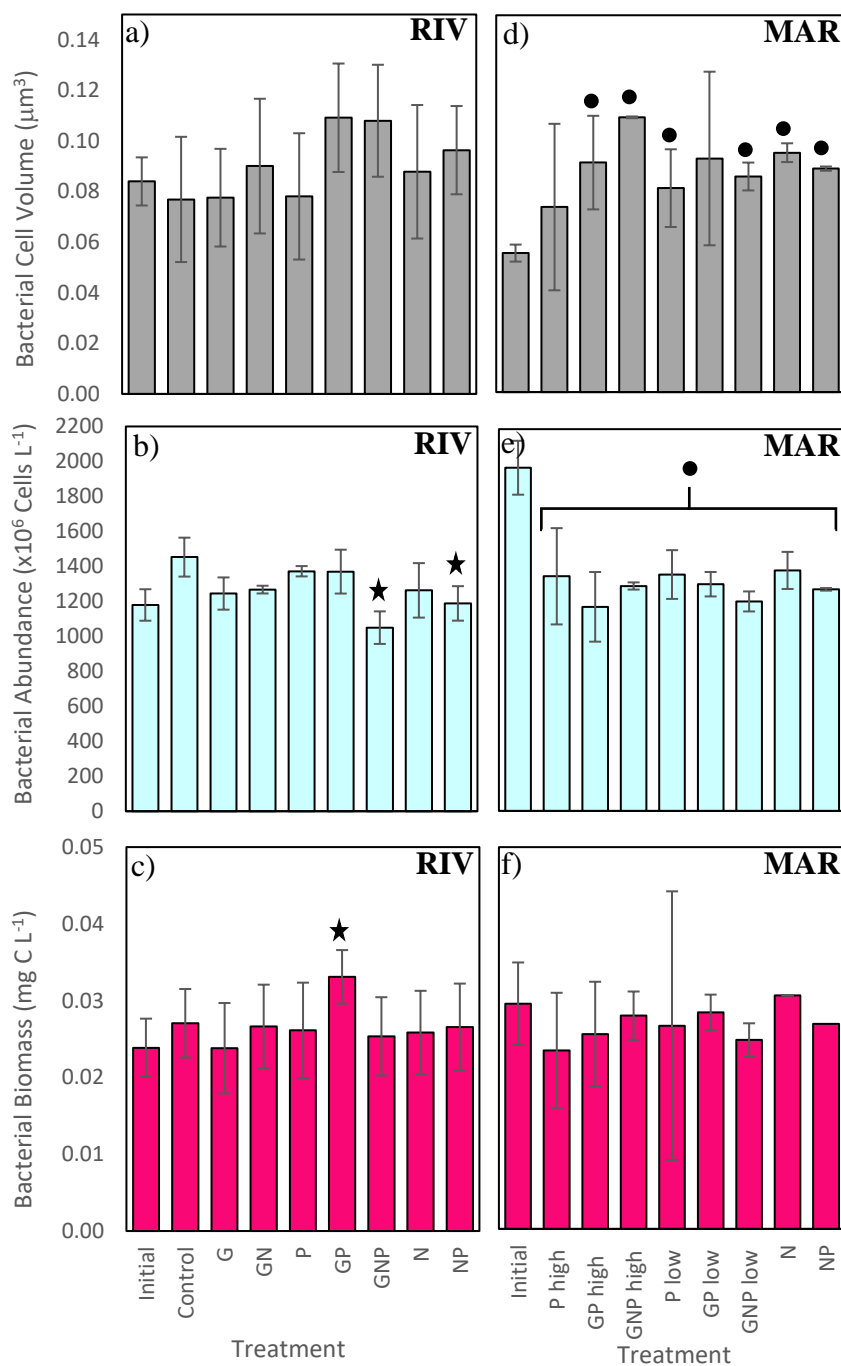 a)
RIV
d)
MAR
Bacterial Cell Volume (μm³)
0.14
0.12
0.10
0.08
0.06
0.04
0.02
0.00
b)
RIV
e)
MAR
Bacterial Abundance (x10⁶ Cells L⁻¹)
2200
2000
1800
1600
1400
1200
1000
800
600
400
200
0
c)
RIV
f)
MAR
Bacterial Biomass (mg C L⁻¹)
0.05
0.04
0.03
0.02
0.01
0.00
Initial
Control
G
GN
P
GP
GNP
N
NP
Treatment
Initial
P high
GP high
GNP high
P low
GP low
GNP low
N
NP
Treatment